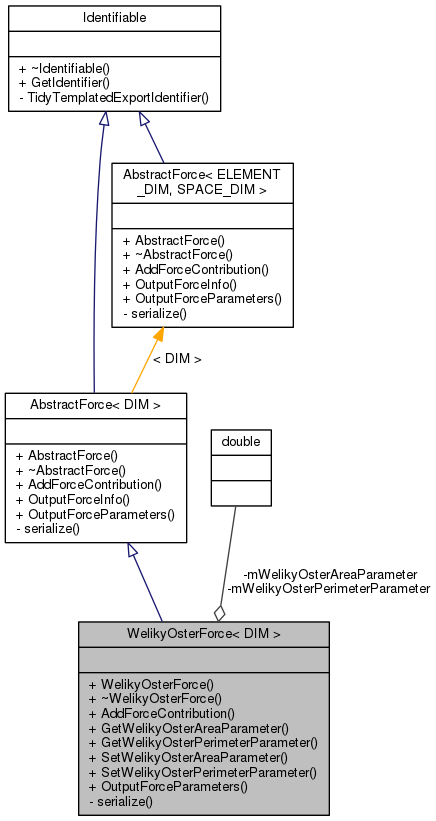 Identifiable
+ ~Identifiable()
+ GetIdentifier()
- TidyTemplatedExportIdentifier()
AbstractForce< ELEMENT
_DIM, SPACE_DIM >
+ AbstractForce()
+ ~AbstractForce()
+ AddForceContribution()
+ OutputForceInfo()
+ OutputForceParameters()
- serialize()
< DIM >
AbstractForce< DIM >
+ AbstractForce()
+ ~AbstractForce()
+ AddForceContribution()
+ OutputForceInfo()
+ OutputForceParameters()
- serialize()
double
-mWelikyOsterAreaParameter
-mWelikyOsterPerimeterParameter
WelikyOsterForce< DIM >
+ WelikyOsterForce()
+ ~WelikyOsterForce()
+ AddForceContribution()
+ GetWelikyOsterAreaParameter()
+ GetWelikyOsterPerimeterParameter()
+ SetWelikyOsterAreaParameter()
+ SetWelikyOsterPerimeterParameter()
+ OutputForceParameters()
- serialize()